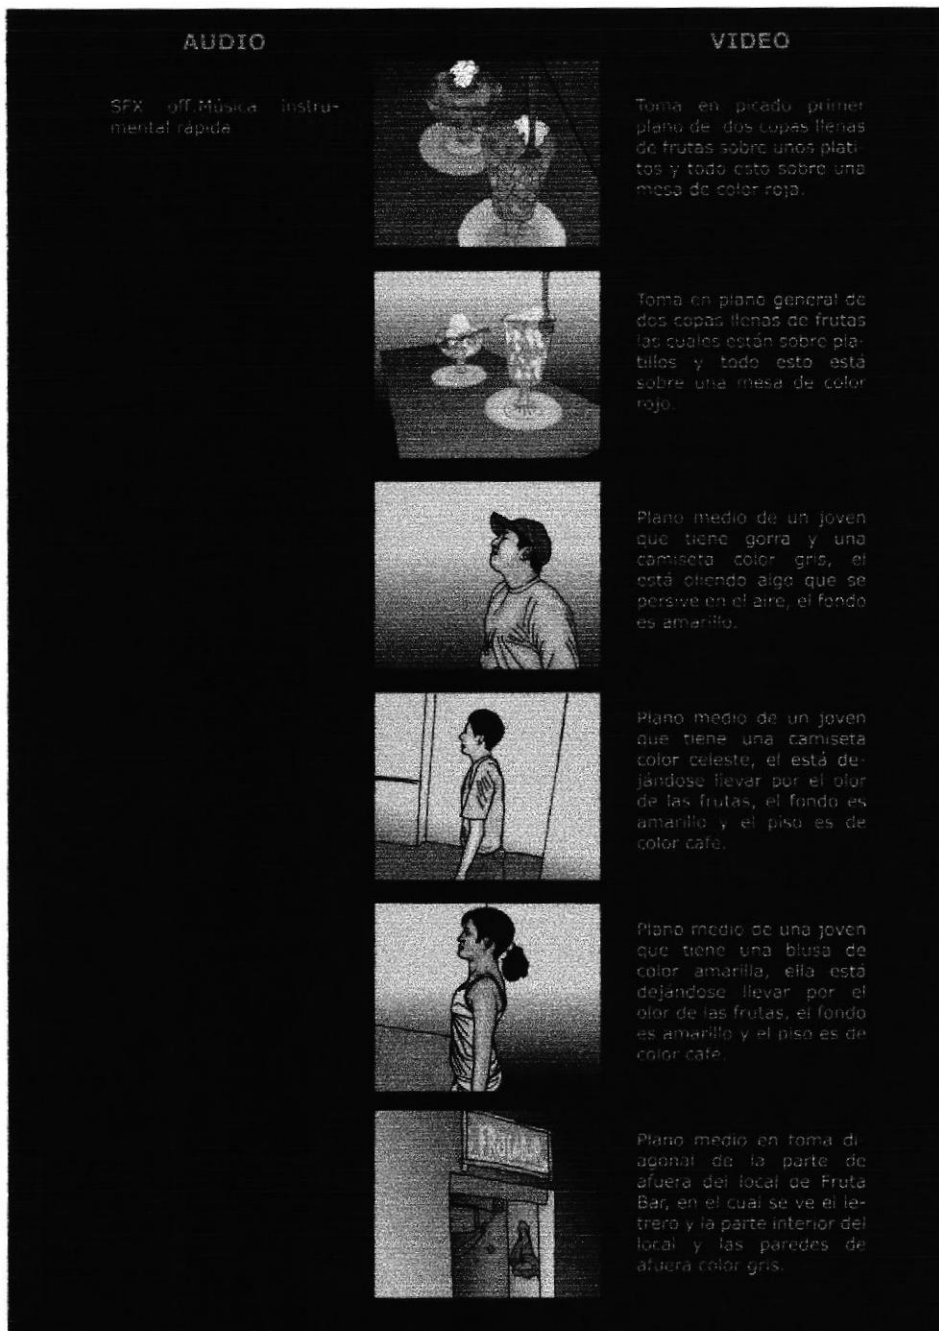 AUDIO
VIDEO
SFX off.Música instru-
mental rápida
Toma en picado primer
plano de dos copas llenas
de frutas sobre unos plati-
tos y todo esto sobre una
mesa de color roja.
Toma en plano general de
dos copas llenas de frutas
las cuales están sobre pla-
tillos y todo esto está
sobre una mesa de color
rojo.
Plano medio de un joven
que tiene gorra y una
camiseta color gris, el
está oliendo algo que se
persive en el aire, el fondo
es amarillo.
Plano medio de un joven
que tiene una camiseta
color celeste, el está de-
jándose llevar por el olor
de las frutas, el fondo es
amarillo y el piso es de
color café.
Plano medio de una joven
que tiene una blusa de
color amarilla, ella está
dejándose llevar por el
olor de las frutas, el fondo
es amarillo y el piso es de
color café.
Plano medio en toma di-
agonal de la parte de
afuera del local de Fruta
Bar, en el cual se ve el le-
trero y la parte interior del
local y las paredes de
afuera color gris.